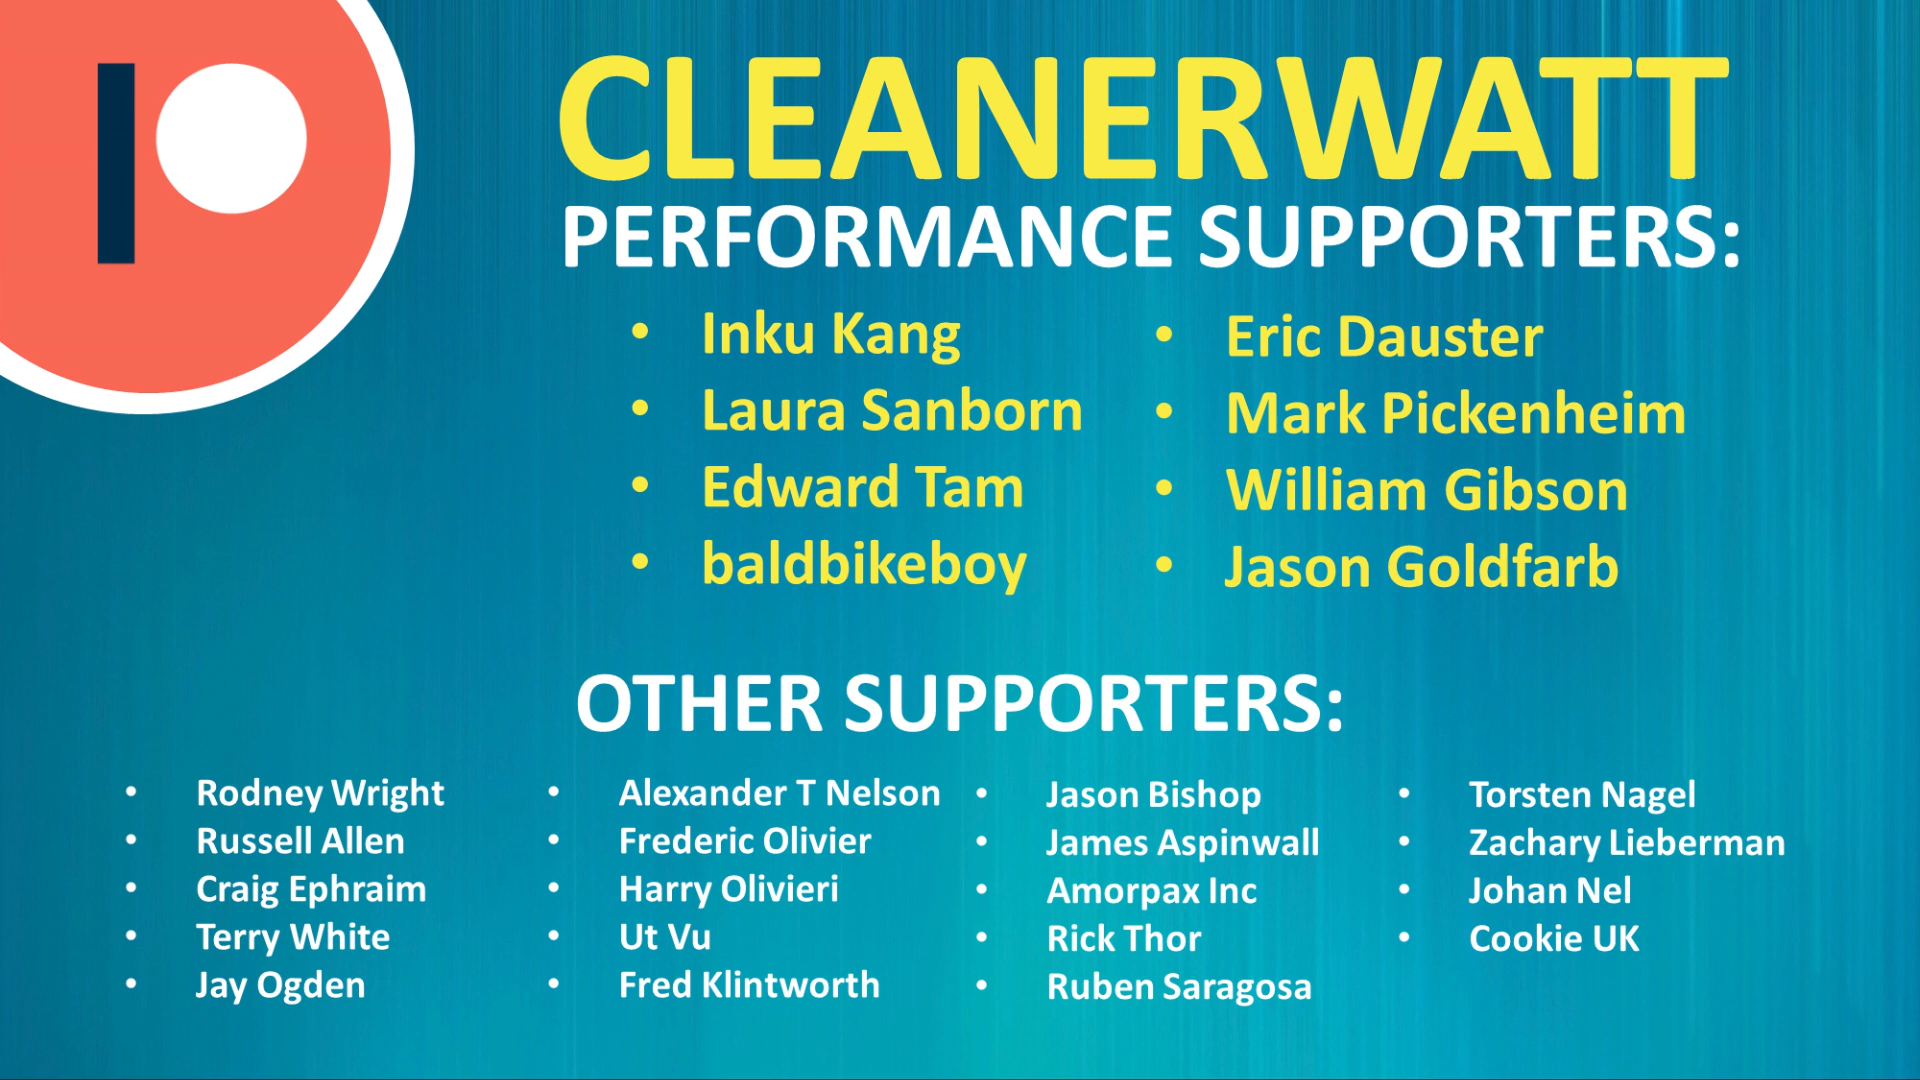 CLEANERWATT
PERFORMANCE SUPPORTERS:
• Inku Kang
• Laura Sanborn
• Edward Tam
• baldbikeboy
• Eric Dauster
• Mark Pickenheim
• William Gibson
• Jason Goldfarb
OTHER SUPPORTERS:
• Rodney Wright
• Russell Allen
• Craig Ephraim
• Terry White
• Jay Ogden
• Alexander T Nelson
• Frederic Olivier
• Harry Olivieri
• Ut Vu
• Fred Klintworth
• Jason Bishop
• James Aspinwall
• Amorpax Inc
• Rick Thor
• Ruben Saragosa
• Torsten Nagel
• Zachary Lieberman
• Johan Nel
• Cookie UK